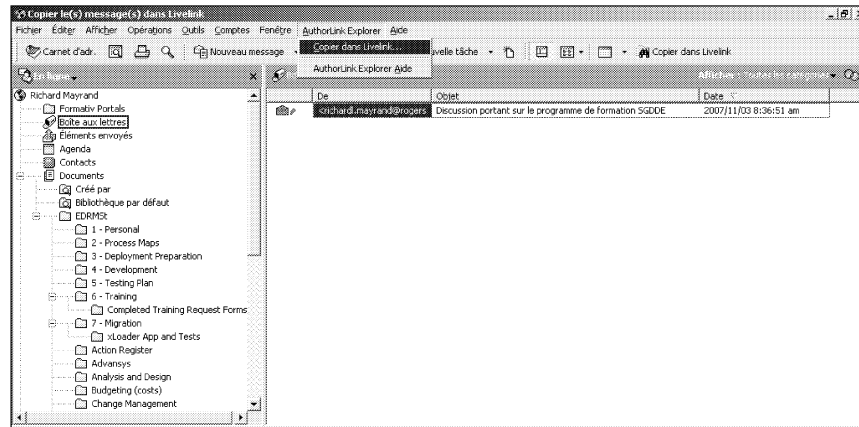 Copier le(s) message(s) dans Livelink
Fichier Éditer Affichier Opérations Outils Comptes Fenêtre AuthorLink Explorer Aide
Carnet d'adr. Nouveau message velle tâche Copier dans Livelink
Copier dans Livelink...
AuthorLink Explorer Aide
En ligne
Richard Mayrand
De Objet Date
<richard.mayrand@rogers Discussion portant sur le programme de formation SGDDE 2007/11/03 8:36:51 am
Formativ Portals
Boîte aux lettres
Éléments envoyés
Agenda
Contacts
Documents
Créé par
Bibliothèque par défaut
EDRMSt
1 - Personal
2 - Process Maps
3 - Deployment Preparation
4 - Development
5 - Testing Plan
6 - Training
Completed Training Request Forms
7 - Migration
xLoader App and Tests
Action Register
Advansys
Analysis and Design
Budgeting (costs)
Change Management